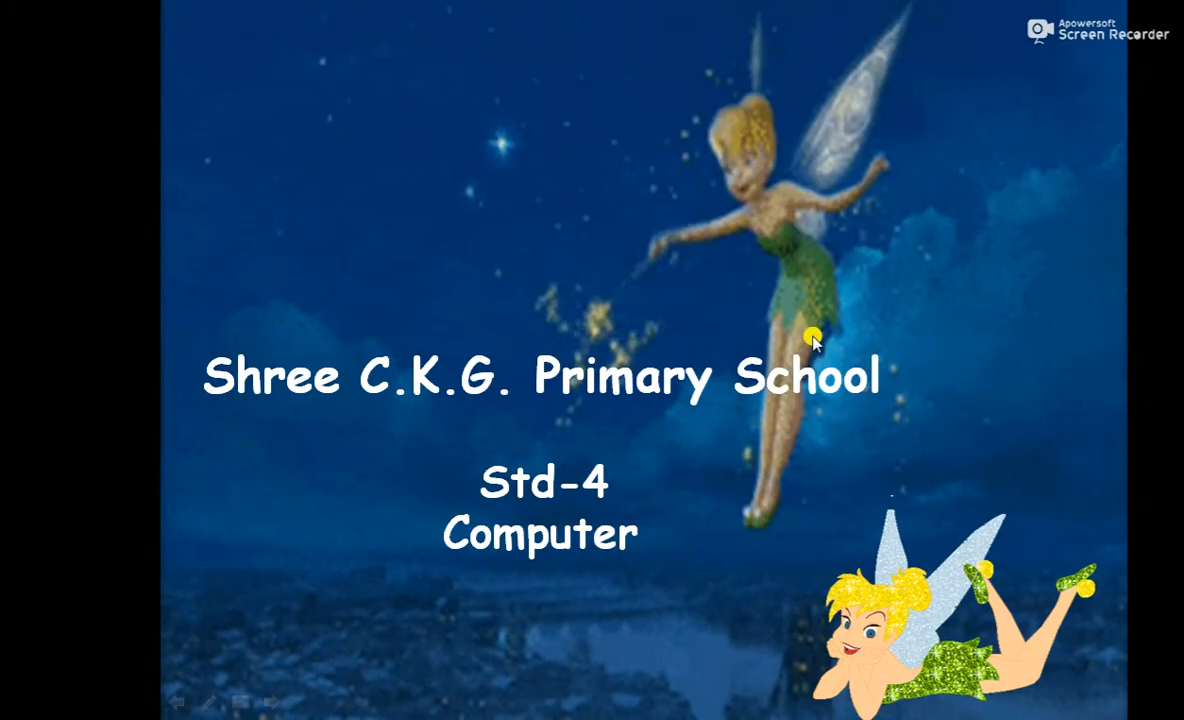 Apowersoft
Screen Recorder
Shree C.K.G. Primary School
Std-4
Computer